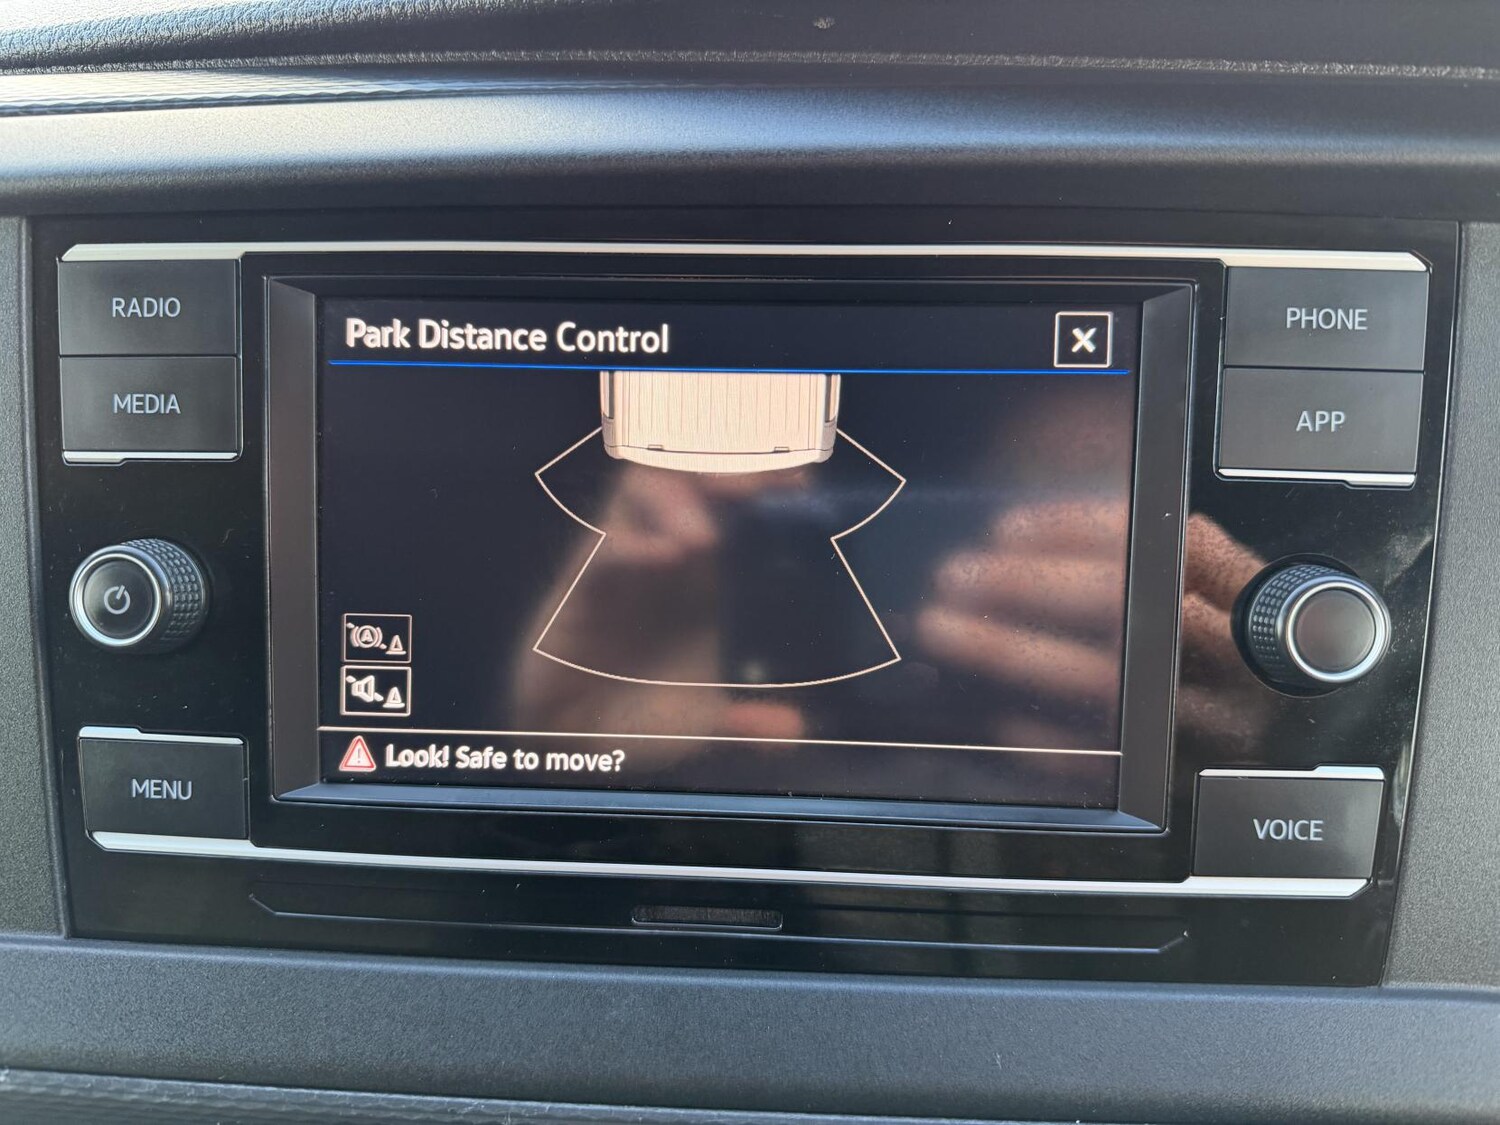 RADIO
MEDIA
Park Distance Control
PHONE
APP
A
Look! Safe to move?
MENU
VOICE